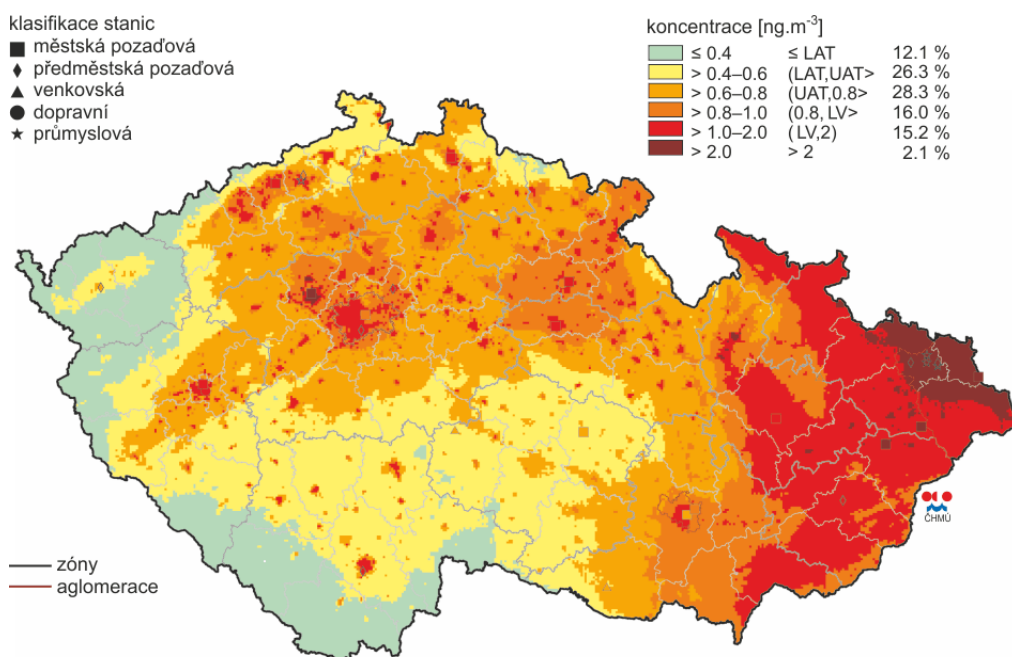 klasifikace stanic
městská pozaďová
předměstská pozaďová
venkovská
dopravní
průmyslová
koncentrace [ng.m⁻³]
≤ 0.4 ≤ LAT 12.1 %
> 0.4–0.6 (LAT,UAT> 26.3 %
> 0.6–0.8 (UAT,0.8> 28.3 %
> 0.8–1.0 (0.8, LV> 16.0 %
> 1.0–2.0 (LV,2) 15.2 %
> 2.0 > 2 2.1 %
ČHMÚ
zóny
aglomerace